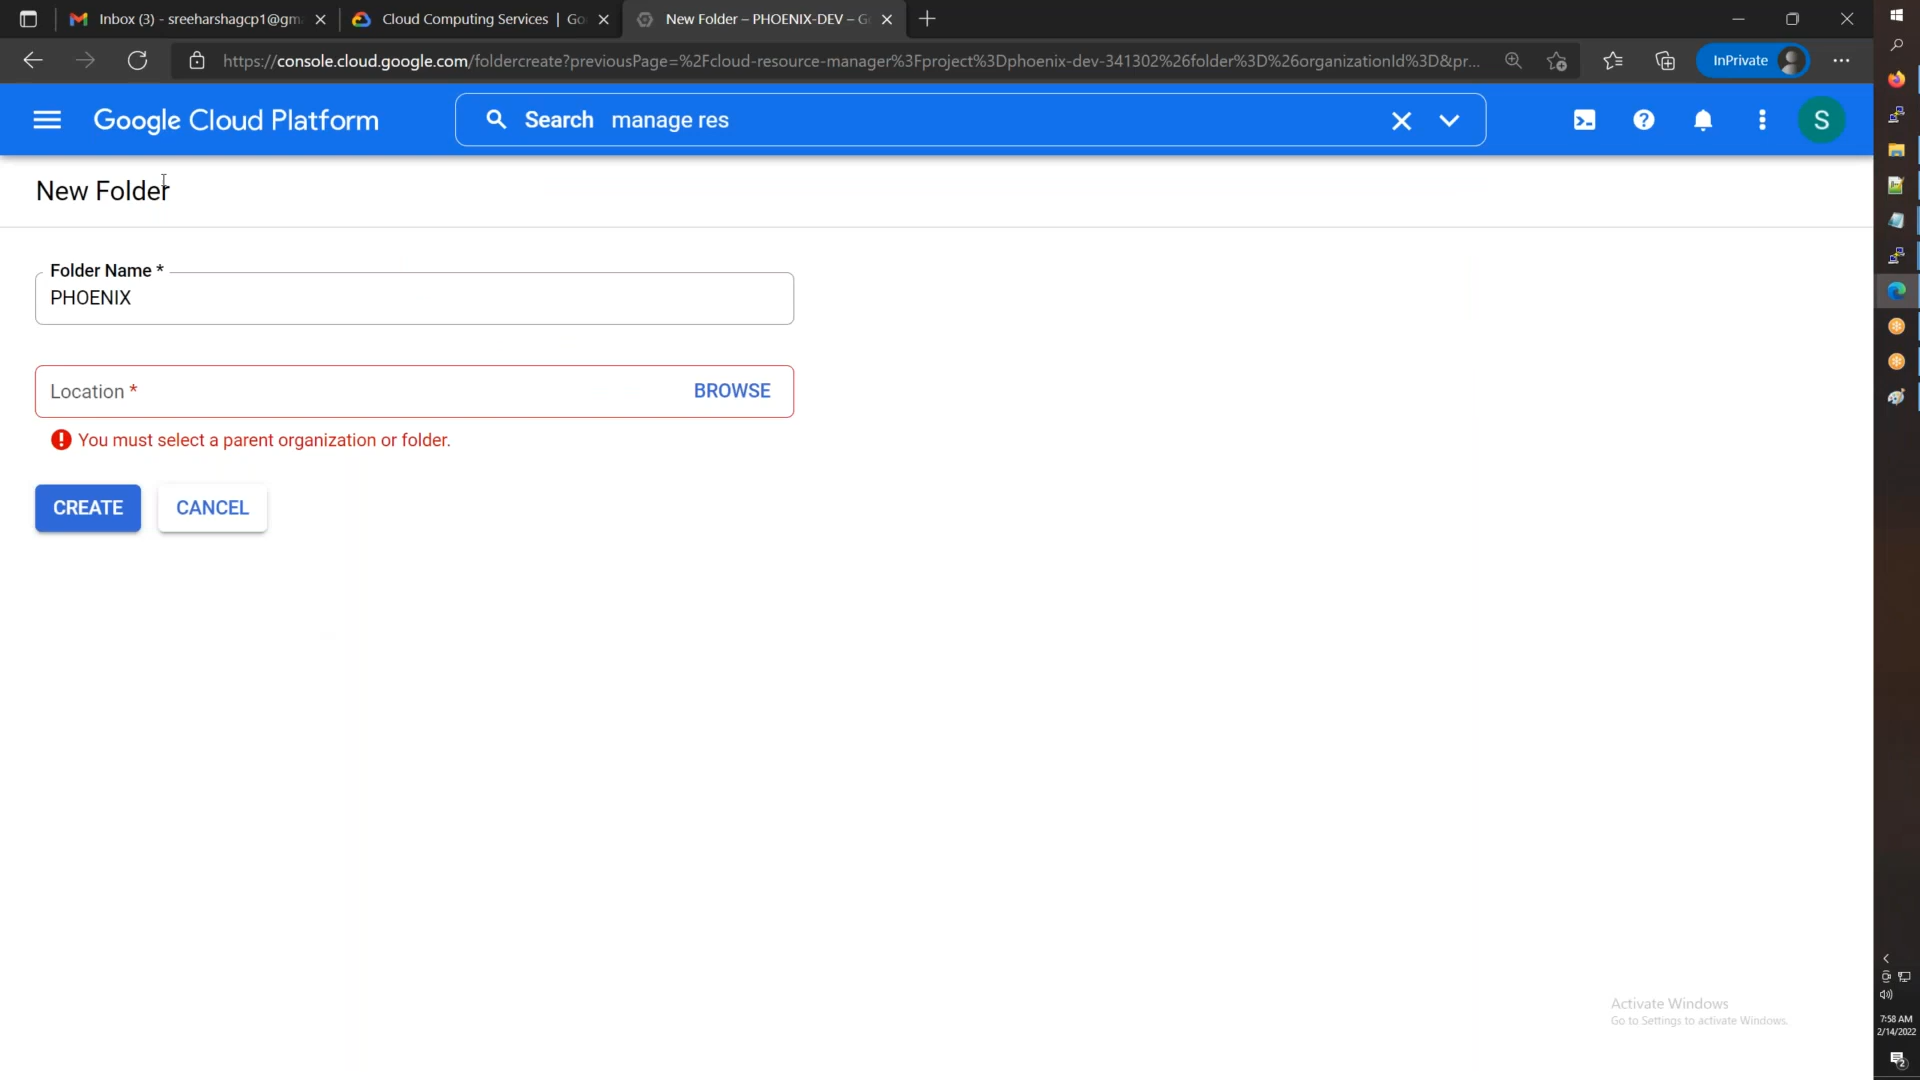 Inbox (3) - sreeharshagcp1@gm
Cloud Computing Services | Go
New Folder – PHOENIX-DEV – G
https://console.cloud.google.com/foldercreate?previousPage=%2Fcloud-resource-manager%3Fproject%3Dphoenix-dev-341302%26folder%3D%26organizationId%3D&pr...
InPrivate
Google Cloud Platform
Search manage res
S
New Folder
Folder Name *
PHOENIX
Location *
BROWSE
You must select a parent organization or folder.
CREATE
CANCEL
Activate Windows
Go to Settings to activate Windows.
7:58 AM
2/14/2022
2